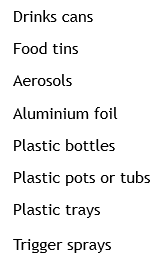 Drinks cans
Food tins
Aerosols
Aluminium foil
Plastic bottles
Plastic pots or tubs
Plastic trays
Trigger sprays